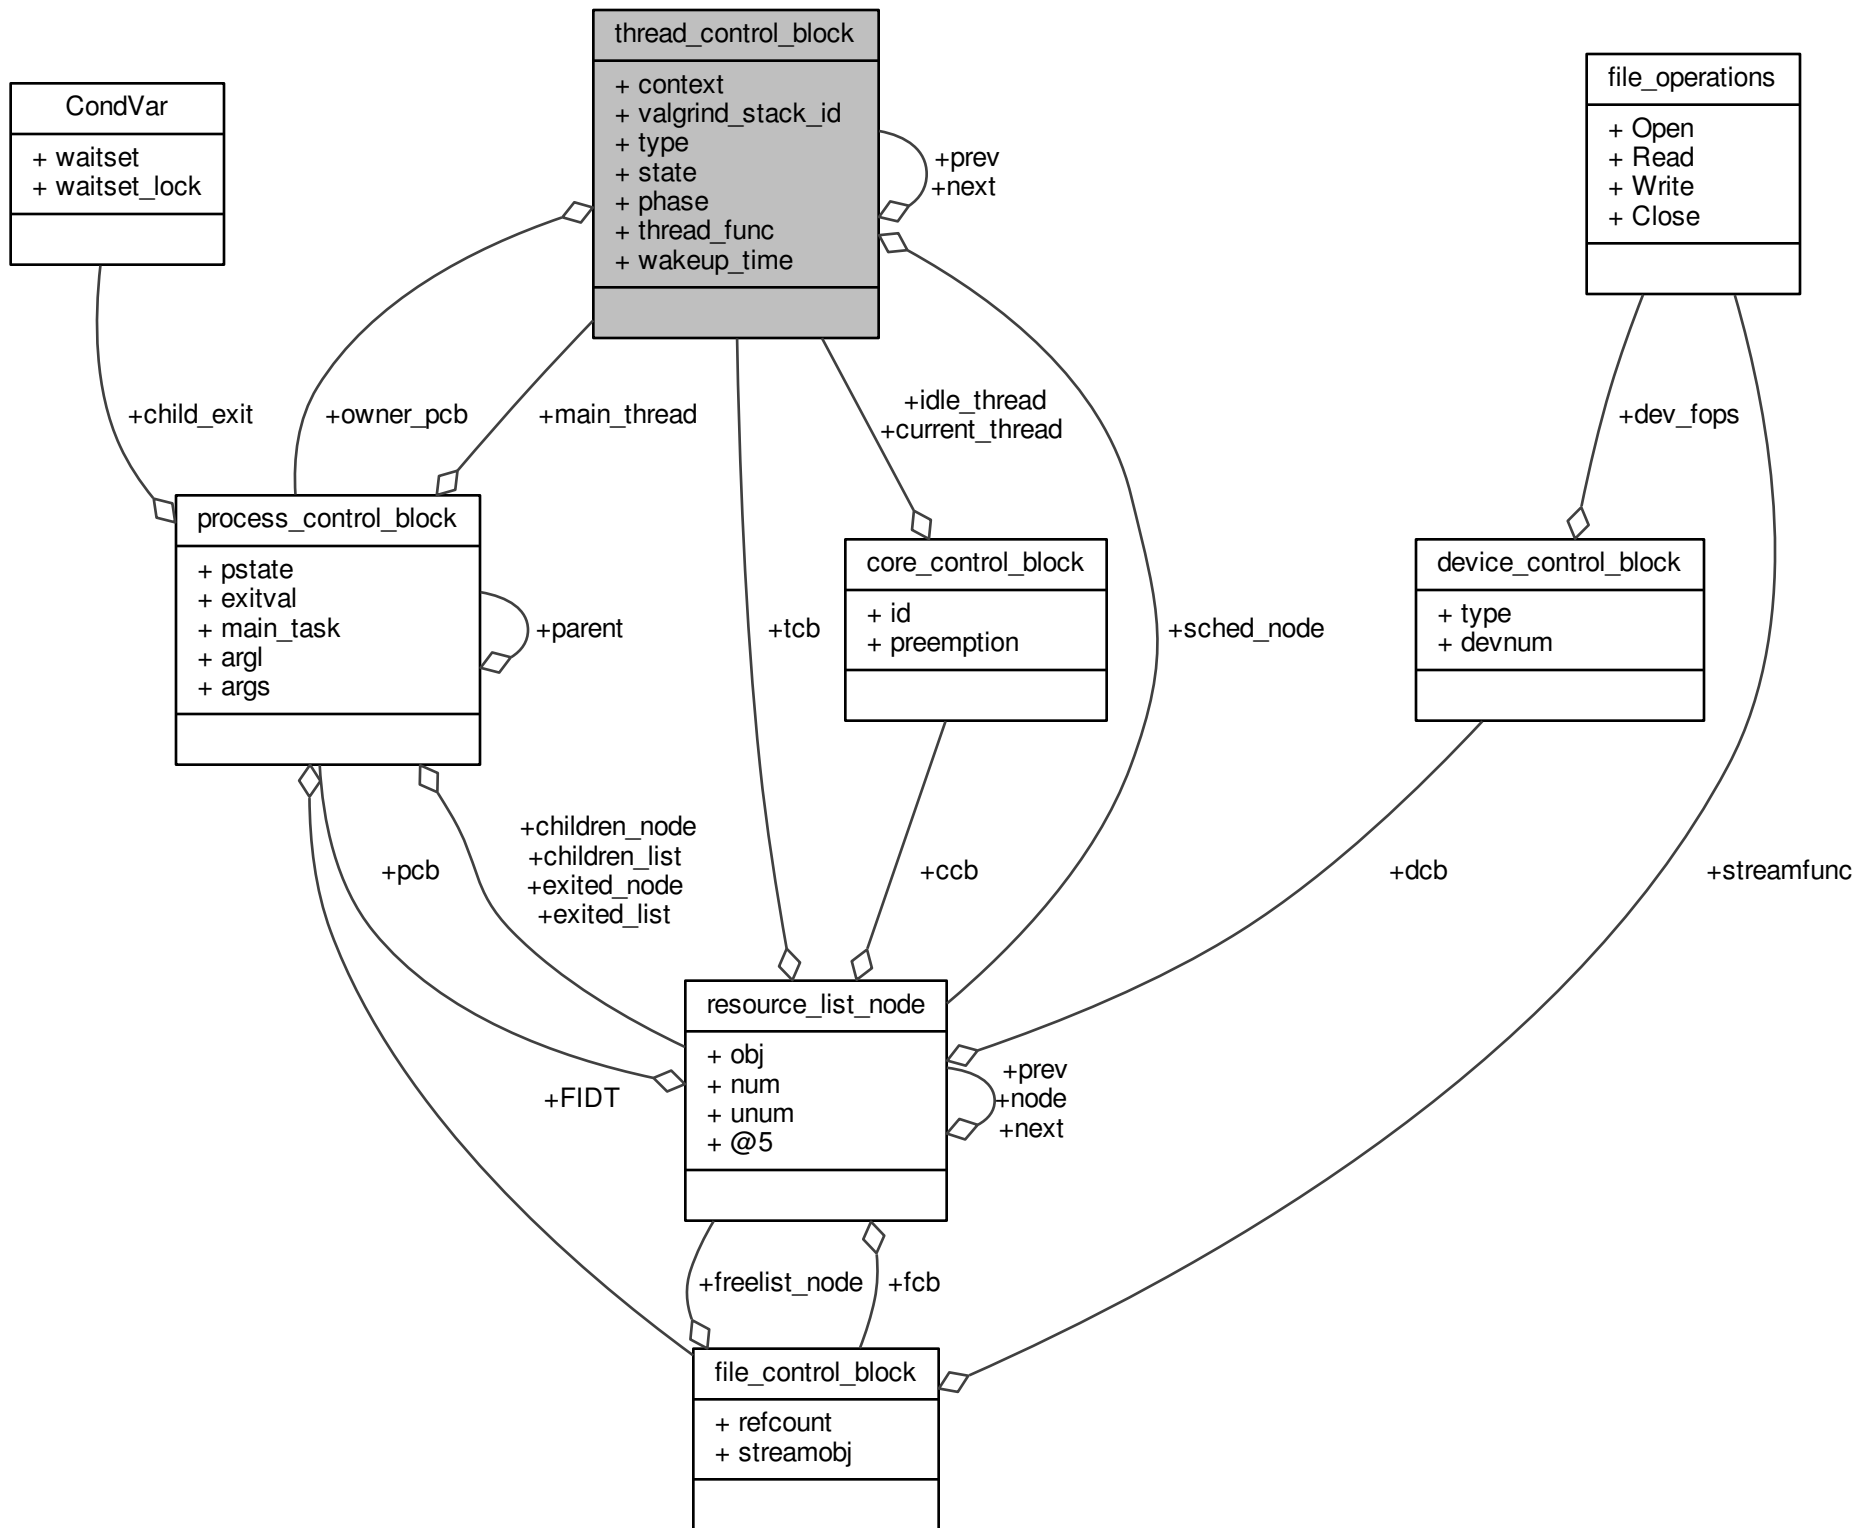 thread_control_block
+ context
+ valgrind_stack_id
+ type
+ state
+ phase
+ thread_func
+ wakeup_time
+prev
+next
file_operations
+ Open
+ Read
+ Write
+ Close
CondVar
+ waitset
+ waitset_lock
+child_exit
+owner_pcb
+main_thread
+idle_thread
+current_thread
+dev_fops
process_control_block
+ pstate
+ exitval
+ main_task
+ argl
+ args
+parent
+tcb
core_control_block
+ id
+ preemption
+sched_node
device_control_block
+ type
+ devnum
+pcb
+children_node
+children_list
+exited_node
+exited_list
+ccb
+dcb
+streamfunc
resource_list_node
+ obj
+ num
+ unum
+ @5
+prev
+node
+next
+FIDT
+freelist_node
+fcb
file_control_block
+ refcount
+ streamobj